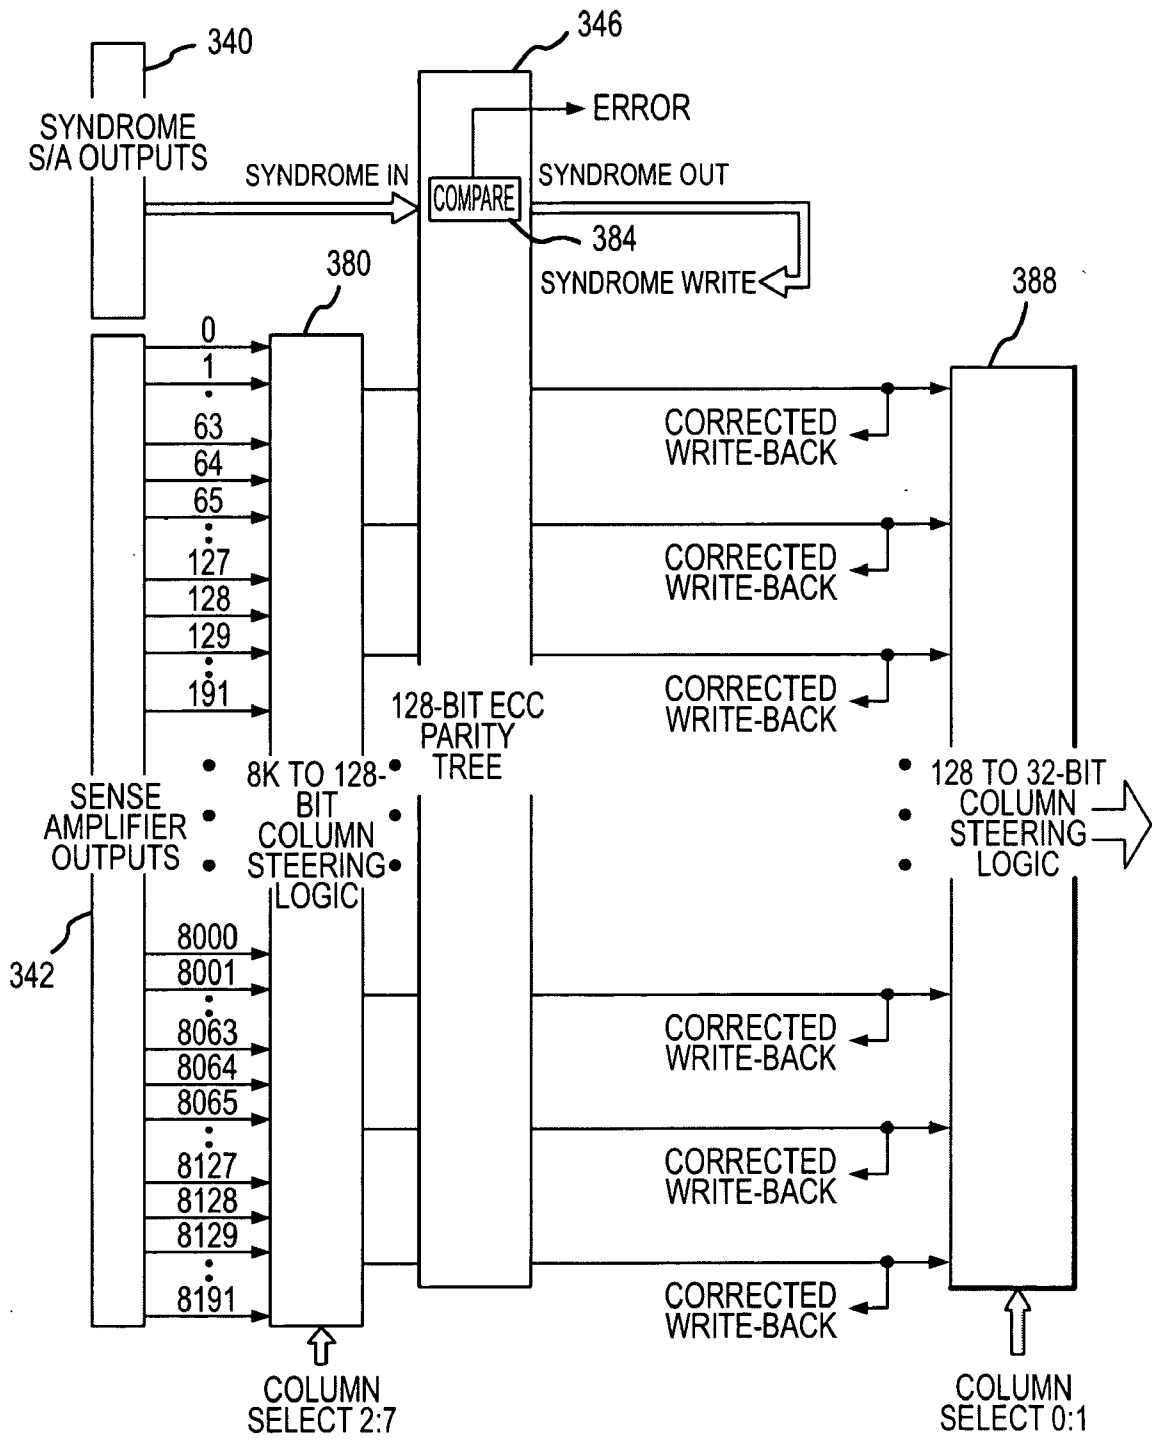 340
346
ERROR
SYNDROME
S/A OUTPUTS
SYNDROME IN
COMPARE
SYNDROME OUT
384
SYNDROME WRITE
380
388
0
1
63
64
65
127
128
129
191
CORRECTED
WRITE-BACK
CORRECTED
WRITE-BACK
CORRECTED
WRITE-BACK
SENSE
AMPLIFIER
OUTPUTS
8K TO 128-
BIT
COLUMN
STEERING
LOGIC
128-BIT ECC
PARITY
TREE
128 TO 32-BIT
COLUMN
STEERING
LOGIC
342
8000
8001
8063
8064
8065
8127
8128
8129
8191
CORRECTED
WRITE-BACK
CORRECTED
WRITE-BACK
CORRECTED
WRITE-BACK
COLUMN
SELECT 2:7
COLUMN
SELECT 0:1